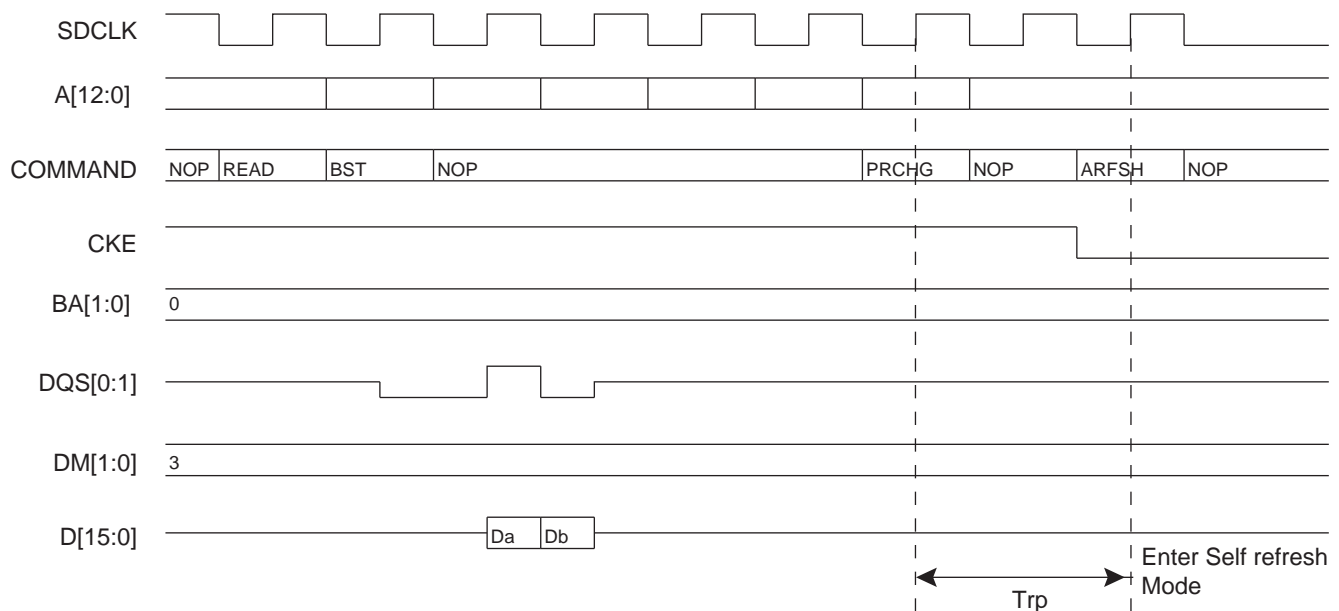 SDCLK
A[12:0]
COMMAND NOP READ BST NOP PRCHG NOP ARFSH NOP
CKE
BA[1:0] 0
DQS[0:1]
DM[1:0] 3
D[15:0] Da Db
Trp
Enter Self refresh
Mode